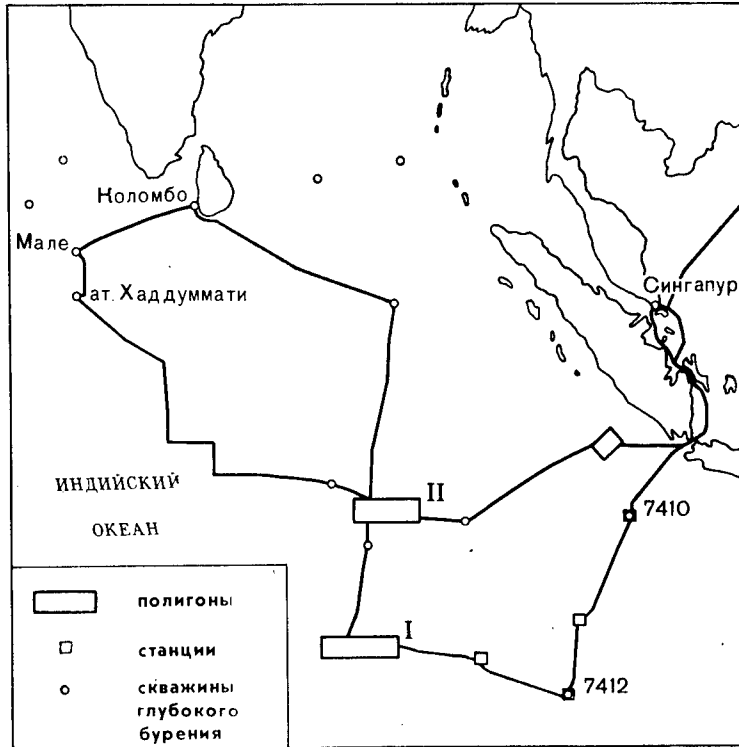 Коломбо
Мале
ат. Хаддуммати
Сингапур
ИНДИЙСКИЙ
ОКЕАН
II
7410
I
7412
полигоны
станции
скважины
глубокого
бурения